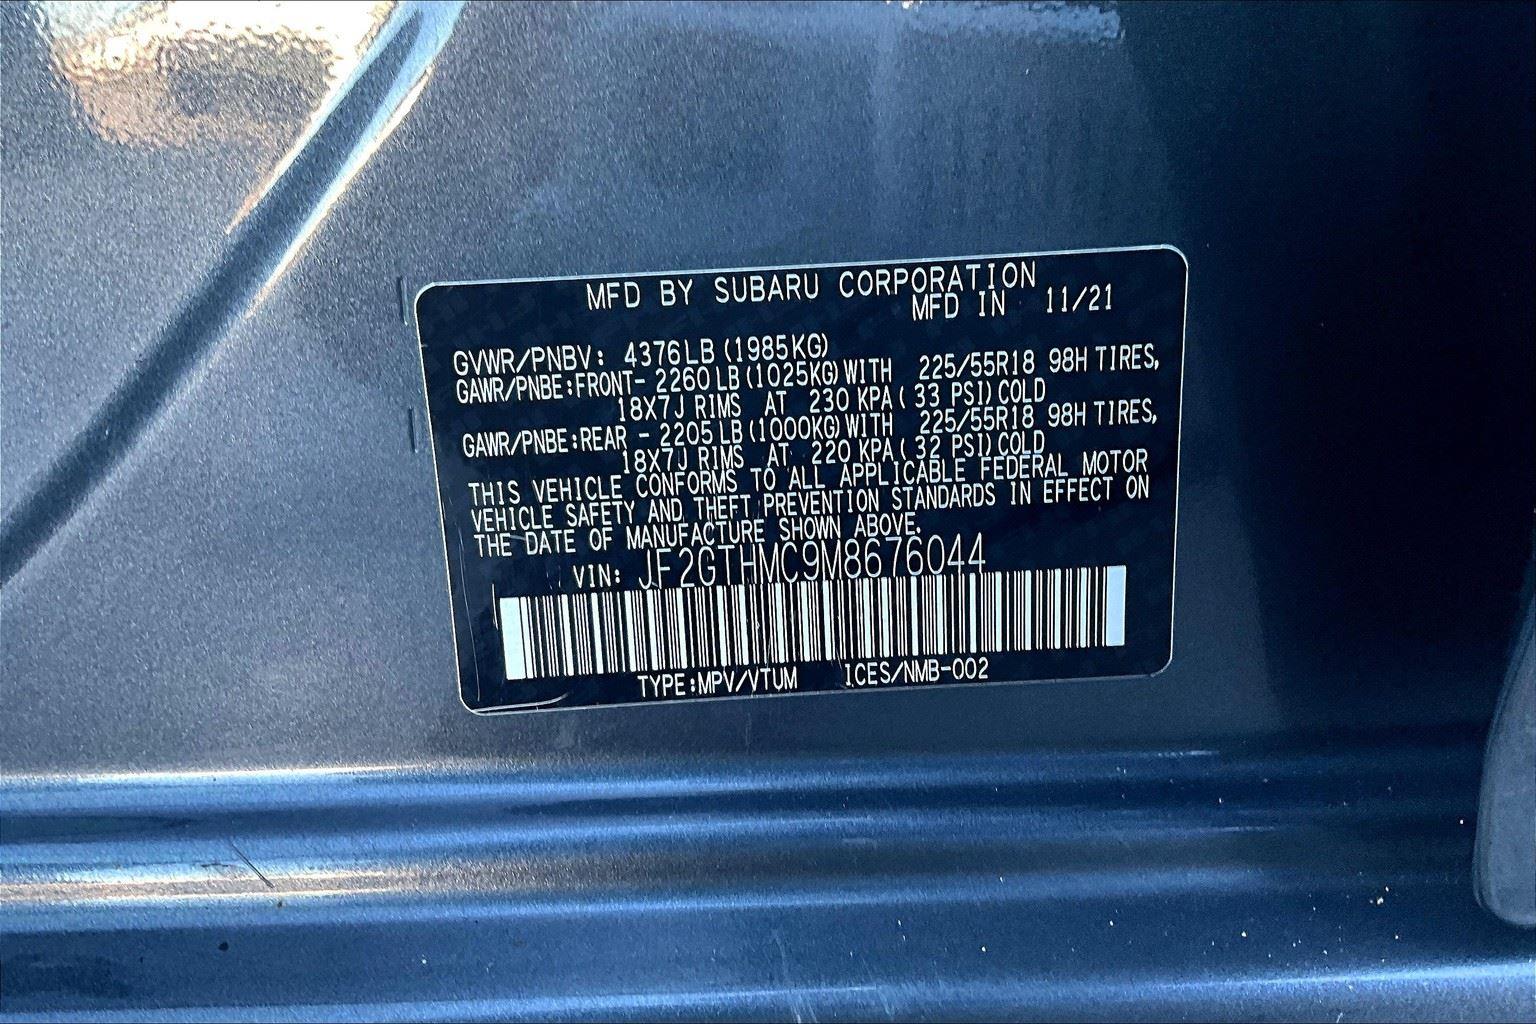 MFD BY SUBARU CORPORATION
MFD IN 11/21
GVWR/PNBV: 4376LB (1985KG)
GAWR/PNBE:FRONT- 2260 LB (1025KG) WITH 225/55R18 98H TIRES,
18X7J RIMS AT 230 KPA (33 PSI) COLD
GAWR/PNBE:REAR - 2205 LB (1000KG) WITH 225/55R18 98H TIRES,
18X7J RIMS AT 220 KPA (32 PSI) COLD
THIS VEHICLE CONFORMS TO ALL APPLICABLE FEDERAL MOTOR
VEHICLE SAFETY AND THEFT PREVENTION STANDARDS IN EFFECT ON
THE DATE OF MANUFACTURE SHOWN ABOVE.
VIN: JF2GTHMC9M8676044
TYPE:MPV/VTUM ICES/NMB-002